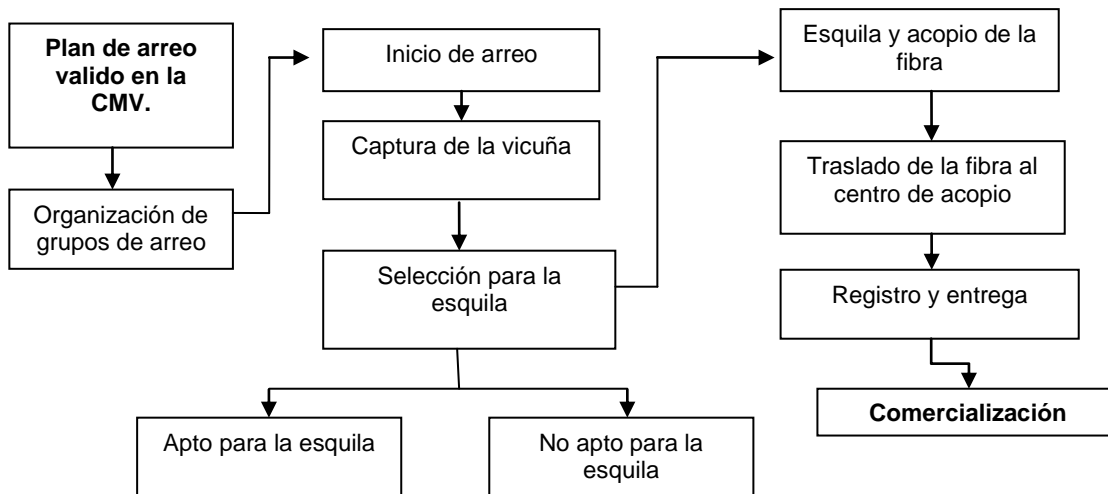 Plan de arreo
valido en la
CMV.
Organización de
grupos de arreo
Inicio de arreo
Captura de la vicuña
Selección para la
esquila
Apto para la esquila
No apto para la
esquila
Esquila y acopio de la
fibra
Traslado de la fibra al
centro de acopio
Registro y entrega
Comercialización